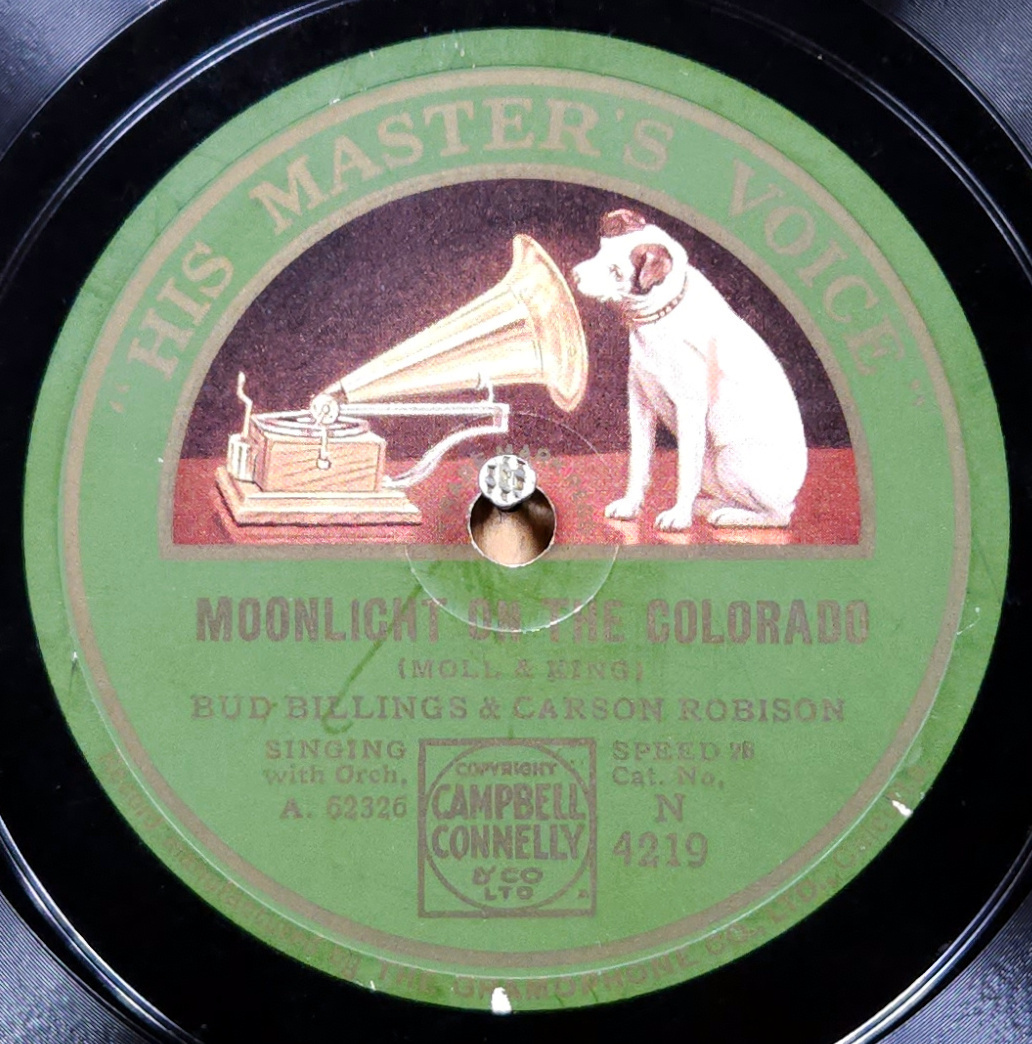 "HIS MASTER'S VOICE"
MOONLIGHT ON THE COLORADO
(MOLL & KING)
BUD BILLINGS & CARSON ROBISON
SINGING
with Orch.
A. 62326
COPYRIGHT
CAMPBELL
CONNELLY
& CO
LTD
SPEED 78
Cat. No.
N
4219
THE GRAMOPHONE CO., LTD., CALCUTTA.